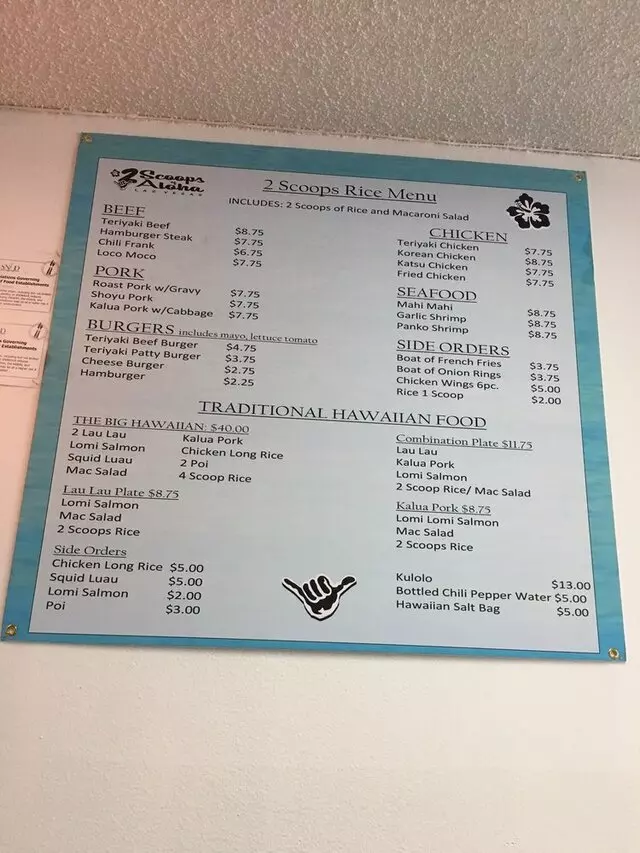 2 Scoops
Aloha
LAS VEGAS
2 Scoops Rice Menu
INCLUDES: 2 Scoops of Rice and Macaroni Salad
BEEF
Teriyaki Beef $8.75
Hamburger Steak $7.75
Chili Frank $6.75
Loco Moco $7.75
PORK
Roast Pork w/Gravy $7.75
Shoyu Pork $7.75
Kalua Pork w/Cabbage $7.75
BURGERS includes mayo, lettuce tomato
Teriyaki Beef Burger $4.75
Teriyaki Patty Burger $3.75
Cheese Burger $2.75
Hamburger $2.25
CHICKEN
Teriyaki Chicken $7.75
Korean Chicken $8.75
Katsu Chicken $7.75
Fried Chicken $7.75
SEAFOOD
Mahi Mahi $8.75
Garlic Shrimp $8.75
Panko Shrimp $8.75
SIDE ORDERS
Boat of French Fries $3.75
Boat of Onion Rings $3.75
Chicken Wings 6pc. $5.00
Rice 1 Scoop $2.00
TRADITIONAL HAWAIIAN FOOD
THE BIG HAWAIIAN: $40.00
2 Lau Lau Kalua Pork
Lomi Salmon Chicken Long Rice
Squid Luau 2 Poi
Mac Salad 4 Scoop Rice
Lau Lau Plate $8.75
Lomi Salmon
Mac Salad
2 Scoops Rice
Side Orders
Chicken Long Rice $5.00
Squid Luau $5.00
Lomi Salmon $2.00
Poi $3.00
Combination Plate $11.75
Lau Lau
Kalua Pork
Lomi Salmon
2 Scoop Rice/ Mac Salad
Kalua Pork $8.75
Lomi Lomi Salmon
Mac Salad
2 Scoops Rice
Kulolo $13.00
Bottled Chili Pepper Water $5.00
Hawaiian Salt Bag $5.00
Governing
Food Establishments
Governing
Establishments